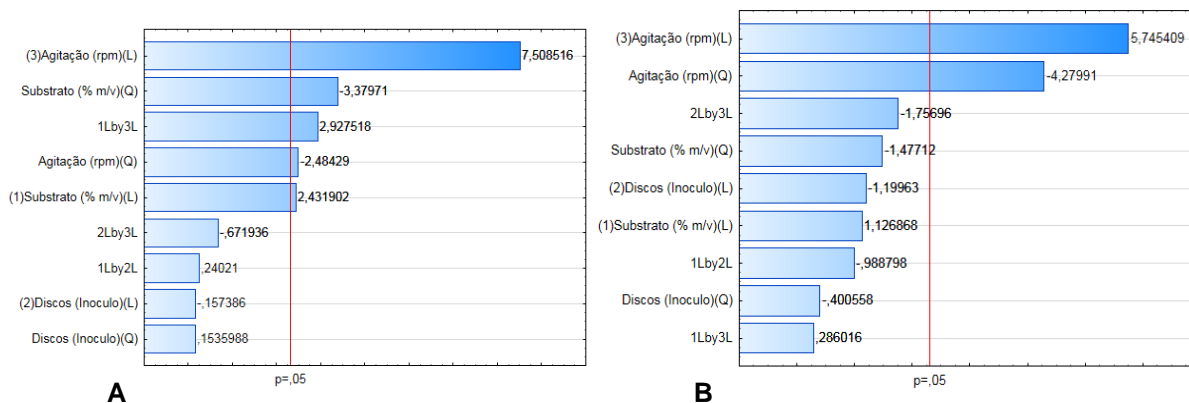 (3)Agitação (rpm)(L) 7,508516
Substrato (% m/v)(Q) -3,37971
1Lby3L 2,927518
Agitação (rpm)(Q) -2,48429
(1)Substrato (% m/v)(L) 2,431902
2Lby3L -,671936
1Lby2L ,24021
(2)Discos (Inoculo)(L) -,157386
Discos (Inoculo)(Q) ,1535988
p=,05
A
(3)Agitação (rpm)(L) 5,745409
Agitação (rpm)(Q) -4,27991
2Lby3L -1,75696
Substrato (% m/v)(Q) -1,47712
(2)Discos (Inoculo)(L) -1,19963
(1)Substrato (% m/v)(L) 1,126868
1Lby2L -,988798
Discos (Inoculo)(Q) -,400558
1Lby3L ,286016
p=,05
B